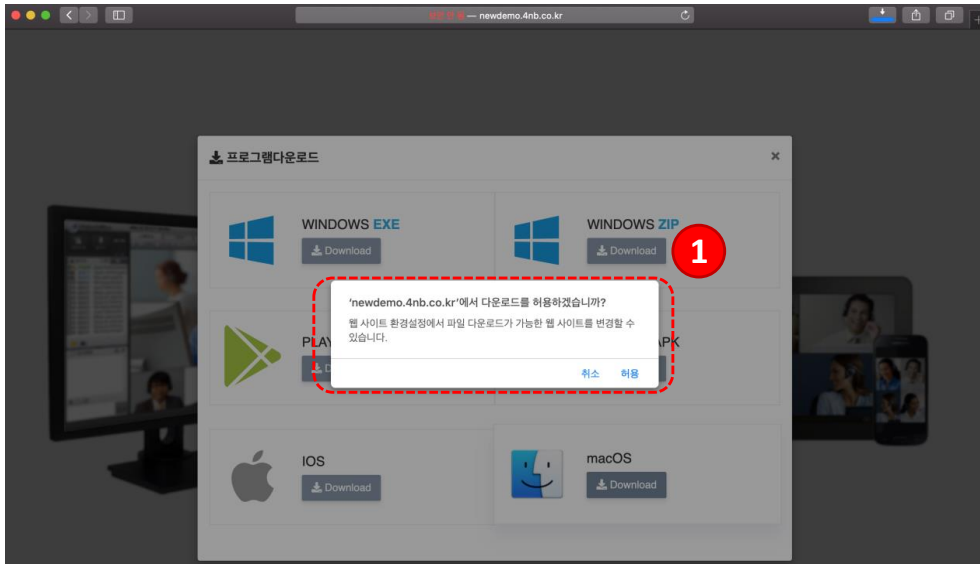 — newdemo.4nb.co.kr
프로그램다운로드
WINDOWS EXE
Download
WINDOWS ZIP
Download
1
'newdemo.4nb.co.kr'에서 다운로드를 허용하겠습니까?
웹 사이트 환경설정에서 파일 다운로드가 가능한 웹 사이트를 변경할 수
있습니다.
취소 허용
IOS
Download
macOS
Download